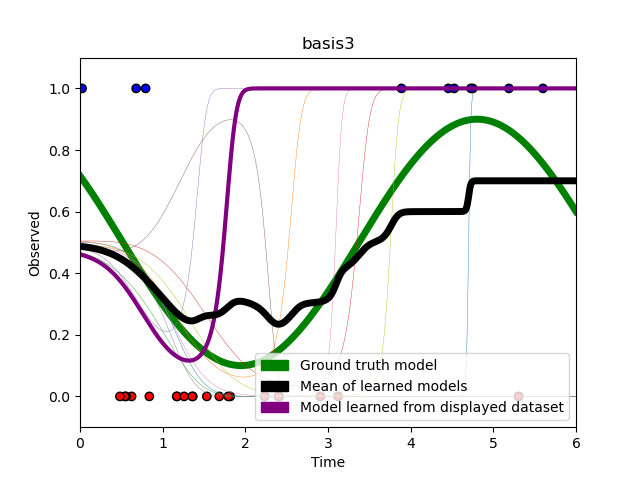 basis3
1.0
0.8
0.6
0.4
0.2
0.0
Observed
Ground truth model
Mean of learned models
Model learned from displayed dataset
0 1 2 3 4 5 6
Time